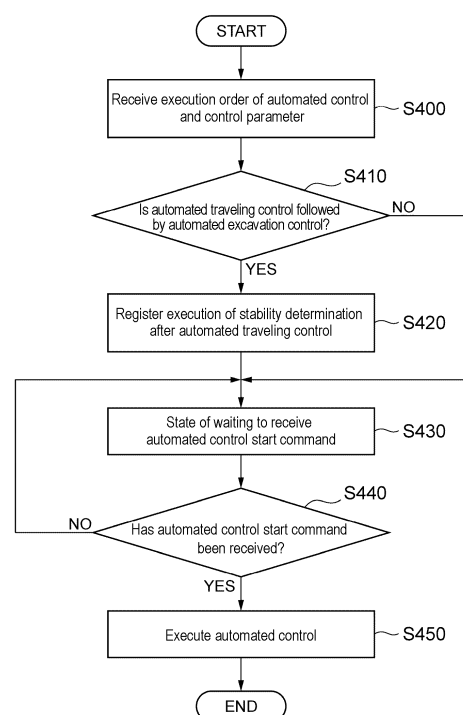 START
Receive execution order of automated control
and control parameter
S400
S410
Is automated traveling control followed
by automated excavation control?
NO
YES
Register execution of stability determination
after automated traveling control
S420
State of waiting to receive
automated control start command
S430
S440
NO
Has automated control start command
been received?
YES
Execute automated control
S450
END